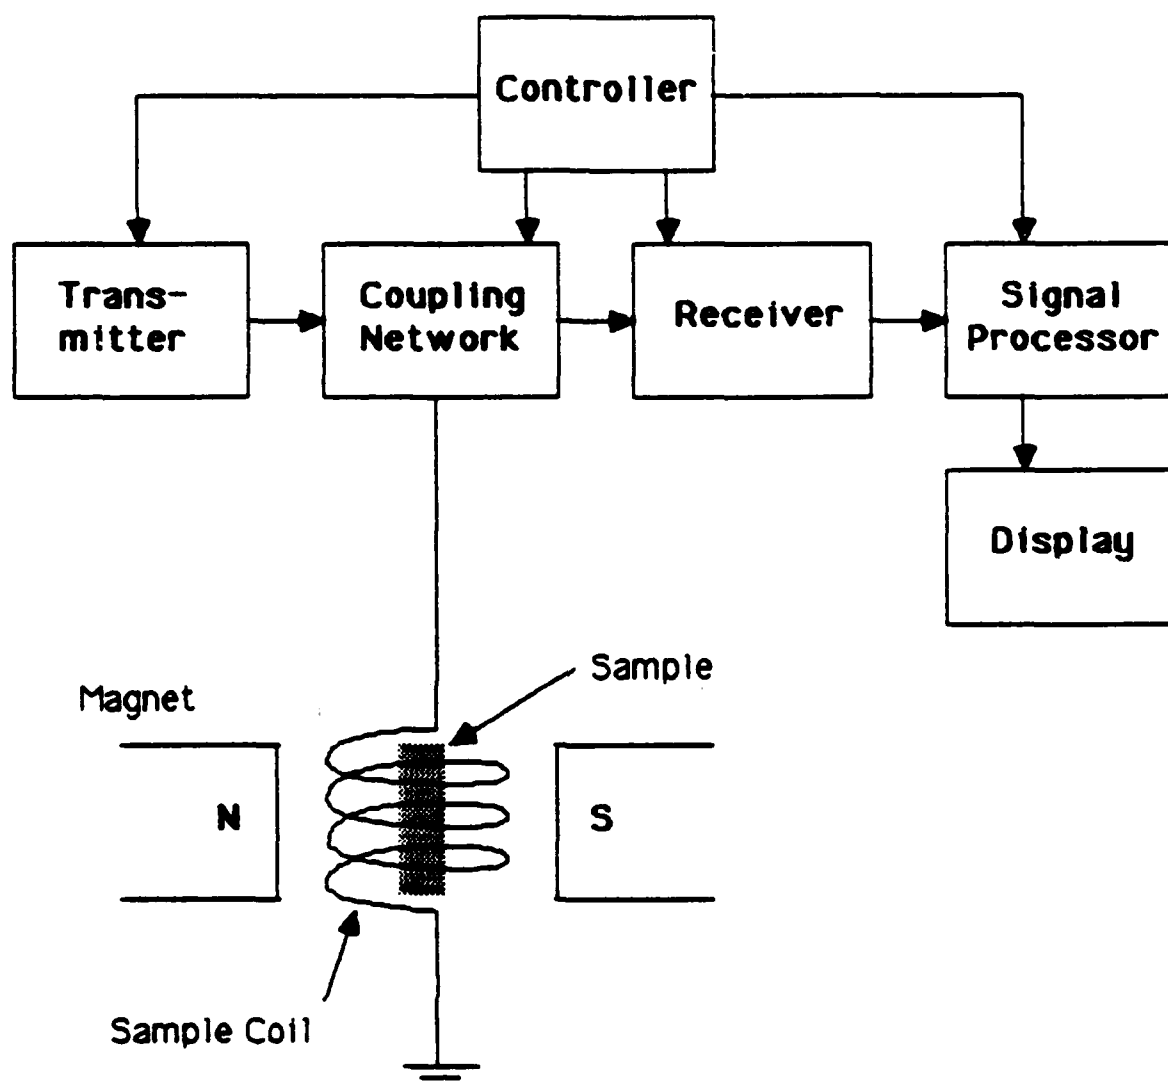 Controller
Trans-
mitter
Coupling
Network
Receiver
Signal
Processor
Display
Sample
Magnet
N
S
Sample Coil